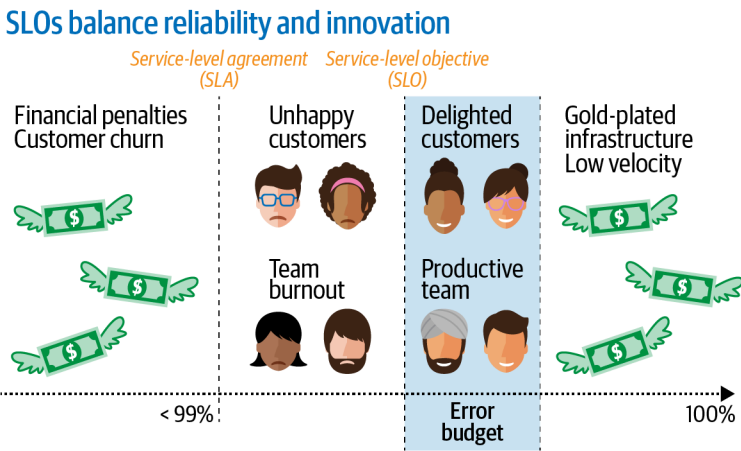 SLOs balance reliability and innovation
Service-level agreement
(SLA)
Service-level objective
(SLO)
Financial penalties
Customer churn
Unhappy
customers
Delighted
customers
Gold-plated
infrastructure
Low velocity
$
$
$
$
$
$
Team
burnout
Productive
team
< 99%
Error
budget
100%